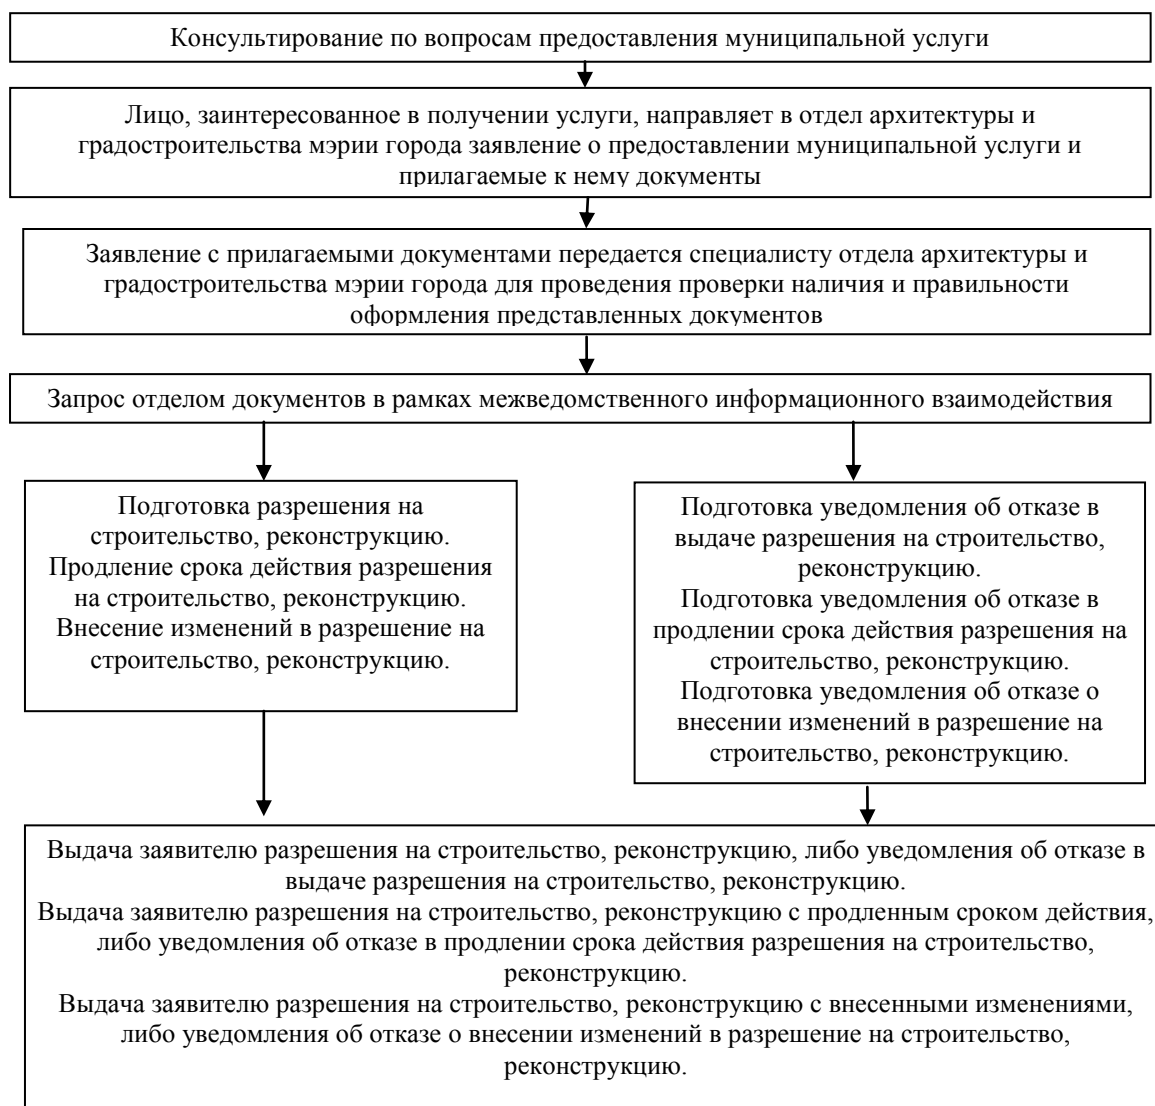 Консультирование по вопросам предоставления муниципальной услуги
Лицо, заинтересованное в получении услуги, направляет в отдел архитектуры и
градостроительства мэрии города заявление о предоставлении муниципальной услуги и
прилагаемые к нему документы
Заявление с прилагаемыми документами передается специалисту отдела архитектуры и
градостроительства мэрии города для проведения проверки наличия и правильности
оформления представленных документов
Запрос отделом документов в рамках межведомственного информационного взаимодействия
Подготовка разрешения на
строительство, реконструкцию.
Продление срока действия разрешения
на строительство, реконструкцию.
Внесение изменений в разрешение на
строительство, реконструкцию.
Подготовка уведомления об отказе в
выдаче разрешения на строительство,
реконструкцию.
Подготовка уведомления об отказе в
продлении срока действия разрешения на
строительство, реконструкцию.
Подготовка уведомления об отказе о
внесении изменений в разрешение на
строительство, реконструкцию.
Выдача заявителю разрешения на строительство, реконструкцию, либо уведомления об отказе в
выдаче разрешения на строительство, реконструкцию.
Выдача заявителю разрешения на строительство, реконструкцию с продленным сроком действия,
либо уведомления об отказе в продлении срока действия разрешения на строительство,
реконструкцию.
Выдача заявителю разрешения на строительство, реконструкцию с внесенными изменениями,
либо уведомления об отказе о внесении изменений в разрешение на строительство,
реконструкцию.